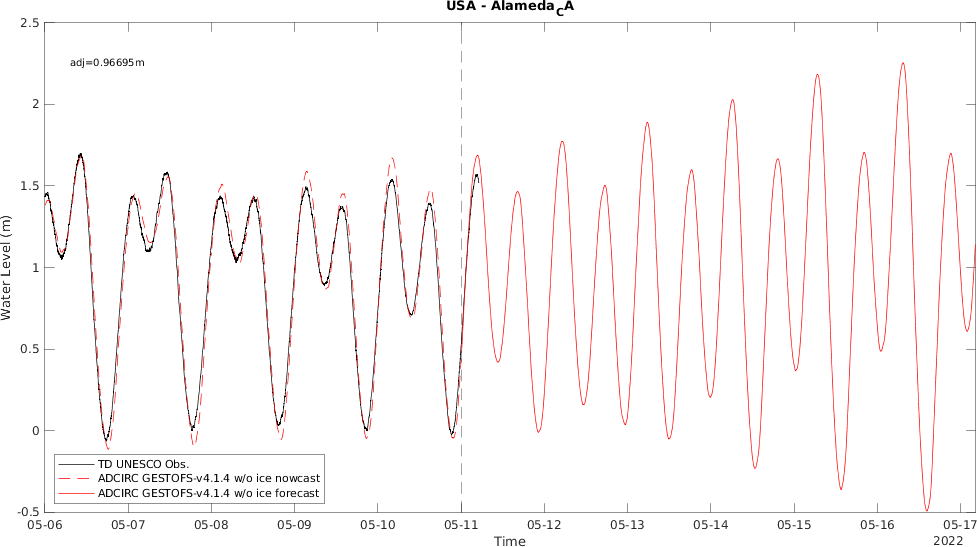 USA - Alameda_CA
2.5
adj=0.96695m
2
1.5
1
0.5
0
-0.5
Water Level (m)
TD UNESCO Obs.
ADCIRC GESTOFS-v4.1.4 w/o ice nowcast
ADCIRC GESTOFS-v4.1.4 w/o ice forecast
05-06 05-07 05-08 05-09 05-10 05-11 05-12 05-13 05-14 05-15 05-16 05-17
Time
2022